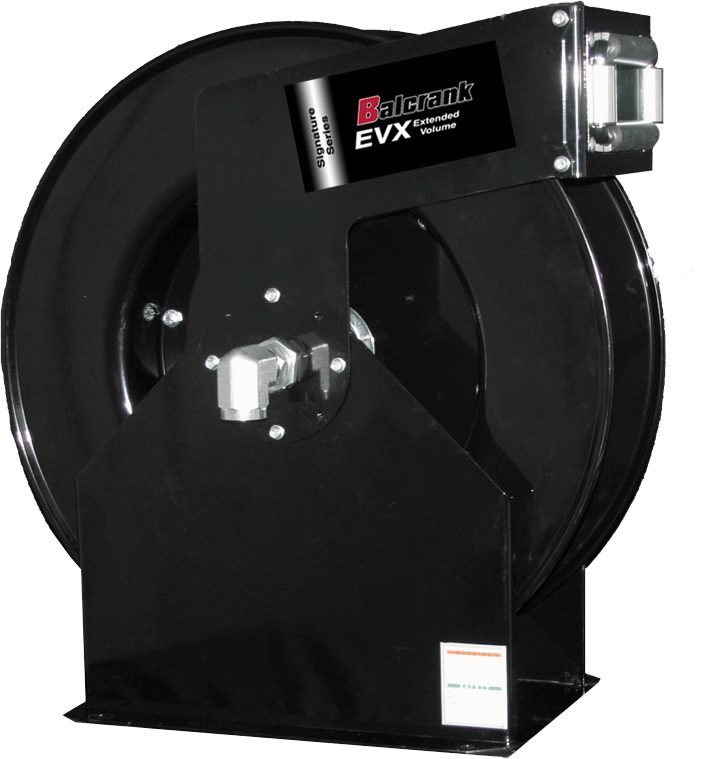 Signature
Series
Balcrank
EVX Extended
Volume